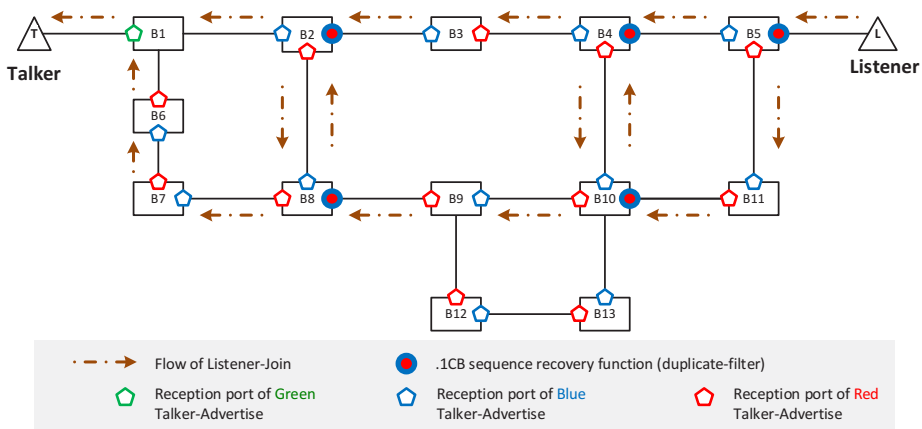 T B1 B2 B3 B4 B5 L
Talker Listener
B6
B7 B8 B9 B10 B11
B12 B13
Flow of Listener-Join
.1CB sequence recovery function (duplicate-filter)
Reception port of Green
Talker-Advertise
Reception port of Blue
Talker-Advertise
Reception port of Red
Talker-Advertise